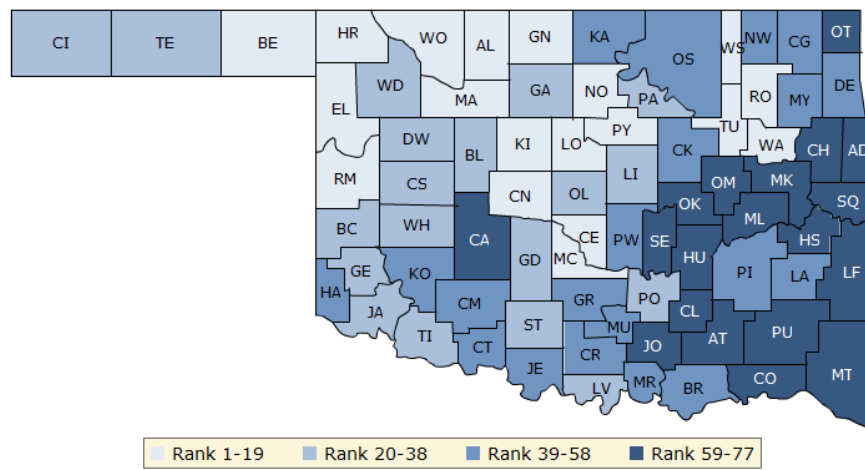 CI TE BE HR WO AL GN KA OS WS NW CG OT
WD MA GA NO PA RO MY DE
EL
DW BL KI LO PY CK TU WA CH AD
RM CS CN OL LI OM MK SQ
BC WH CA CE PW OK ML
GD MC SE HU HS
GE KO PI LA LF
HA CM GR PO CL
JA TI ST MU AT PU
CT JE CR JO CO MT
LV MR BR
Rank 1-19 Rank 20-38 Rank 39-58 Rank 59-77